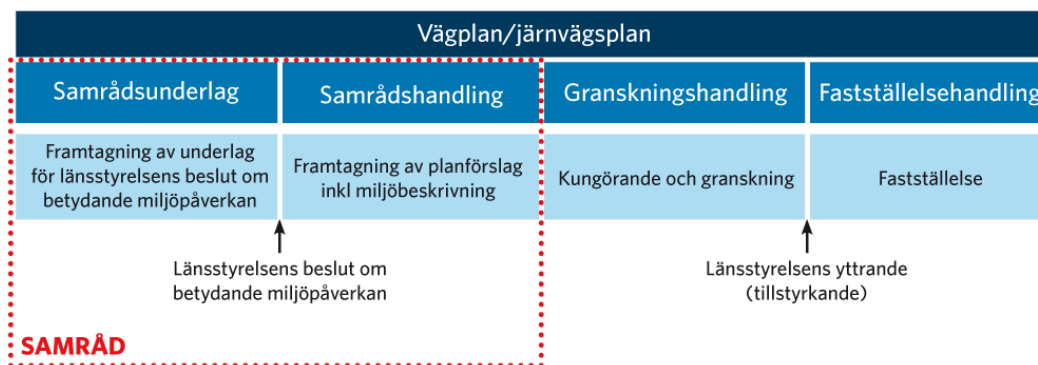 Vägplan/järnvägsplan
Samrådsunderlag
Samrådshandling
Granskningshandling
Fastställelsehandling
Framtagning av underlag
för länsstyrelsens beslut om
betydande miljöpåverkan
Framtagning av planförslag
inkl miljöbeskrivning
Kungörande och granskning
Fastställelse
Länsstyrelsens beslut om
betydande miljöpåverkan
Länsstyrelsens yttrande
(tillstyrkande)
SAMRÅD